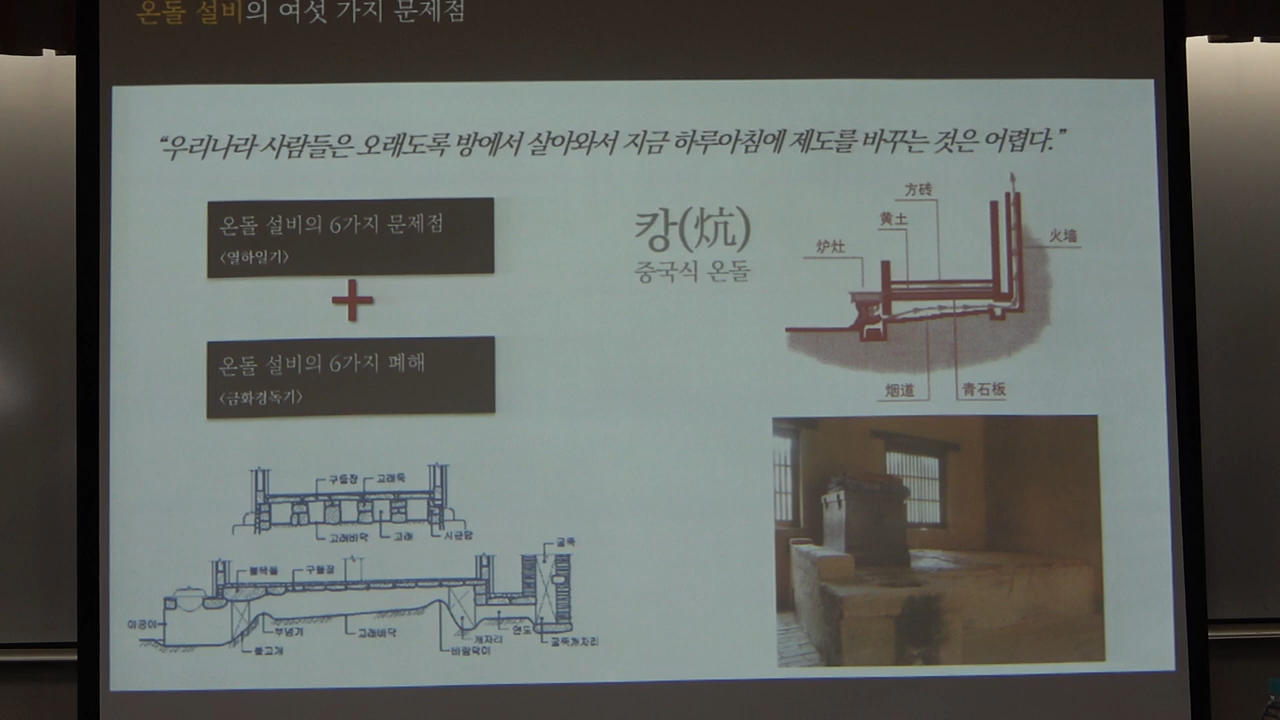 온돌 설비의 여섯 가지 문제점
“우리나라 사람들은 오래도록 방에서 살아와서 지금 하루아침에 제도를 바꾸는 것은 어렵다.”
온돌 설비의 6가지 문제점
〈열하일기〉
+
온돌 설비의 6가지 폐해
〈금화경독기〉
캉(炕)
중국식 온돌
方砖
黄土
炉灶
火墙
烟道
青石板
구들장
고래둑
고래바닥
고래
시근담
굴뚝
불목돌
구들장
아궁이
부넘기
고래바닥
개자리
연도
굴뚝개자리
불고개
바람막이